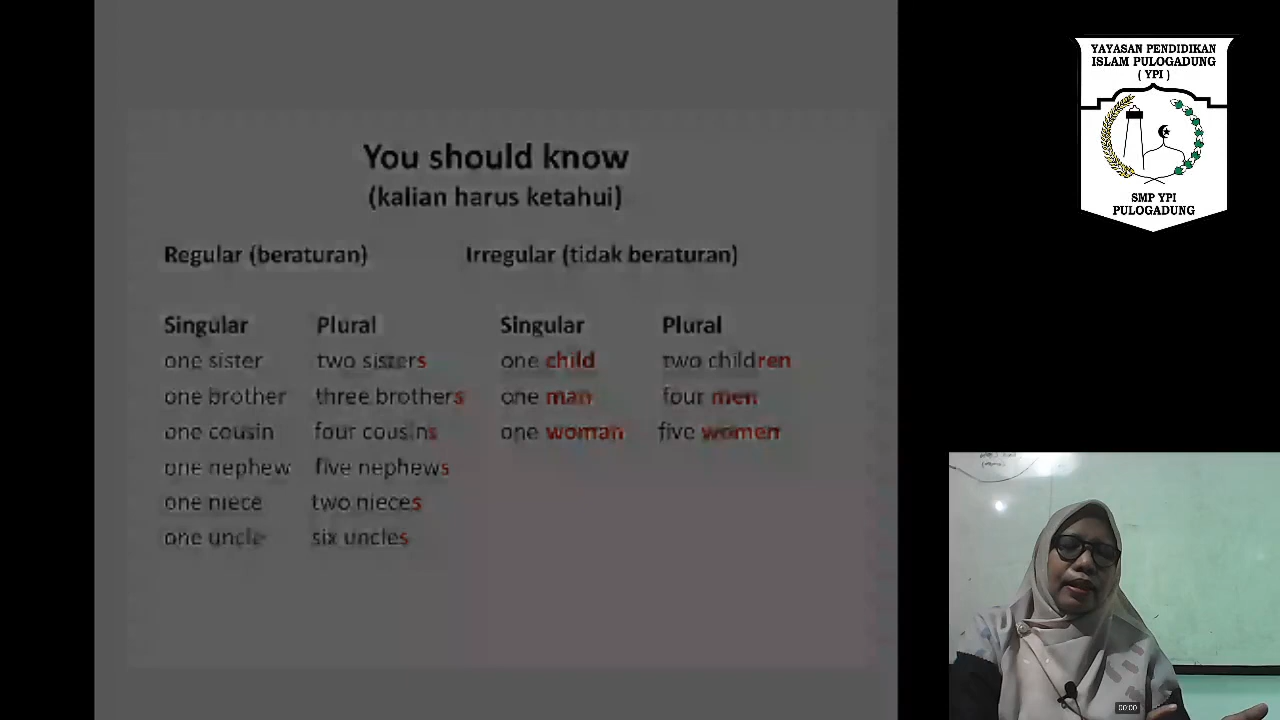 You should know
(kalian harus ketahui)
Regular (beraturan) Irregular (tidak beraturan)
Singular Plural Singular Plural
one sister two sisters one child two children
one brother three brothers one man four men
one cousin four cousins one woman five women
one nephew five nephews
one niece two nieces
one uncle six uncles
YAYASAN PENDIDIKAN
ISLAM PULOGADUNG
( YPI )
SMP YPI
PULOGADUNG
00:00